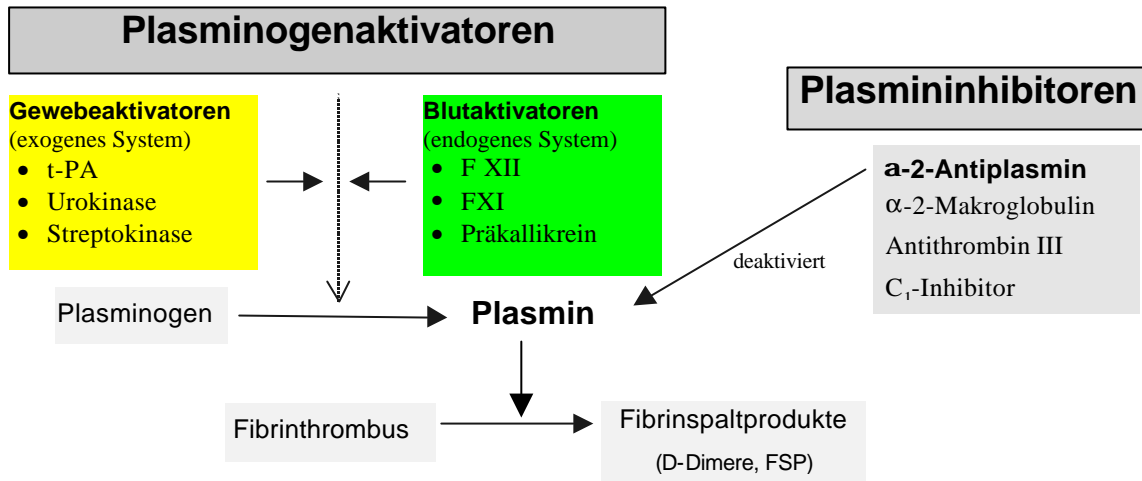 Plasminogenaktivatoren
Plasmininhibitoren
Gewebeaktivatoren
(exogenes System)
• t-PA
• Urokinase
• Streptokinase
Blutaktivatoren
(endogenes System)
• F XII
• FXI
• Präkallikrein
a-2-Antiplasmin
α-2-Makroglobulin
Antithrombin III
C₁-Inhibitor
deaktiviert
Plasminogen
Plasmin
Fibrinthrombus
Fibrinspaltprodukte
(D-Dimere, FSP)